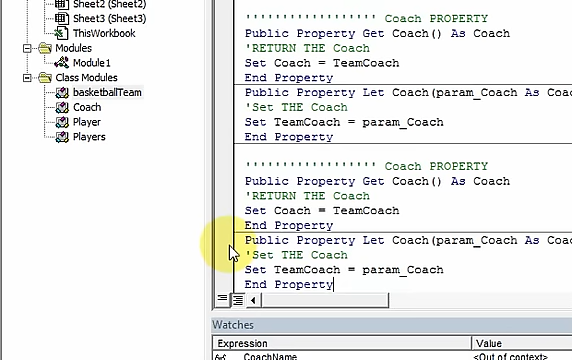 Sheet2 (Sheet2)
Sheet3 (Sheet3)
ThisWorkbook
Modules
Module1
Class Modules
basketballTeam
Coach
Player
Players
''''''''''''''''' Coach PROPERTY
Public Property Get Coach() As Coach
'RETURN THE Coach
Set Coach = TeamCoach
End Property
Public Property Let Coach(param_Coach As Coac
'Set THE Coach
Set TeamCoach = param_Coach
End Property
''''''''''''''''' Coach PROPERTY
Public Property Get Coach() As Coach
'RETURN THE Coach
Set Coach = TeamCoach
End Property
Public Property Let Coach(param_Coach As Coac
'Set THE Coach
Set TeamCoach = param_Coach
End Property
Watches
Expression Value
CoachName <Out of context>